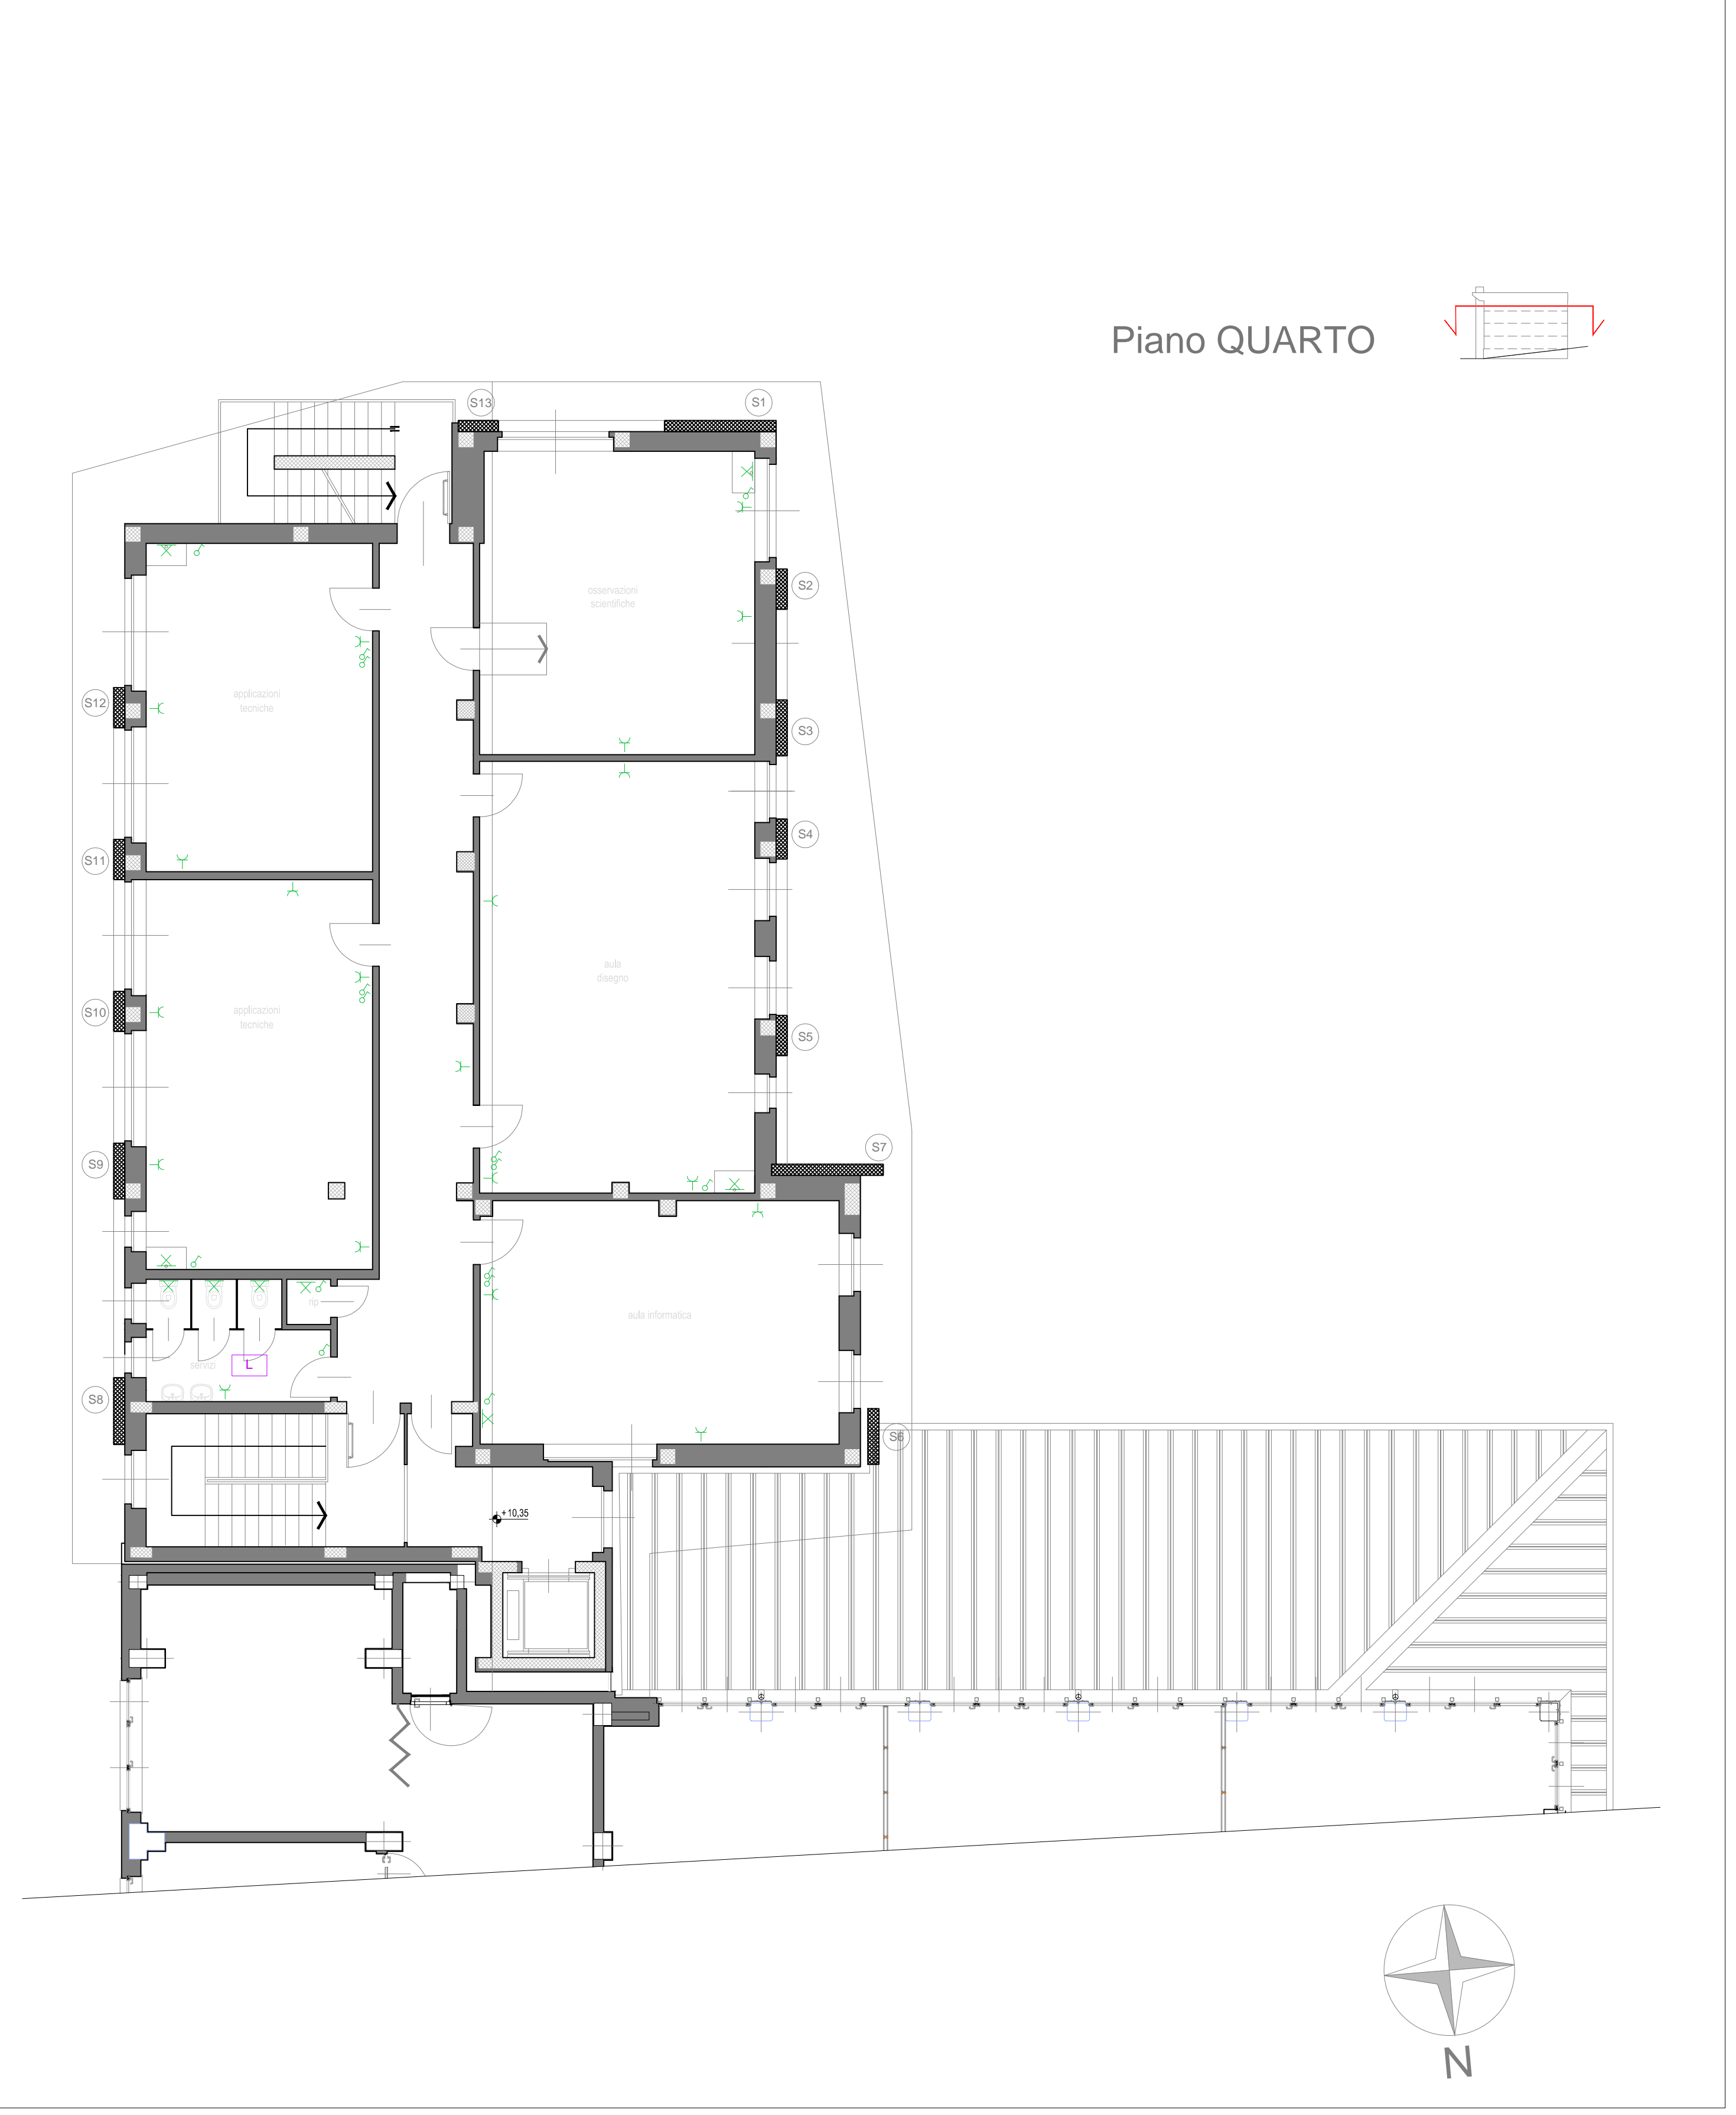 Piano QUARTO
S13
S1
S2
osservazioni
scientifiche
applicazioni
tecniche
S12
S3
S4
S11
aula
disegno
applicazioni
tecniche
S10
S5
S7
S9
rip
aula informatica
servizi
L
S8
S6
+10,35
N